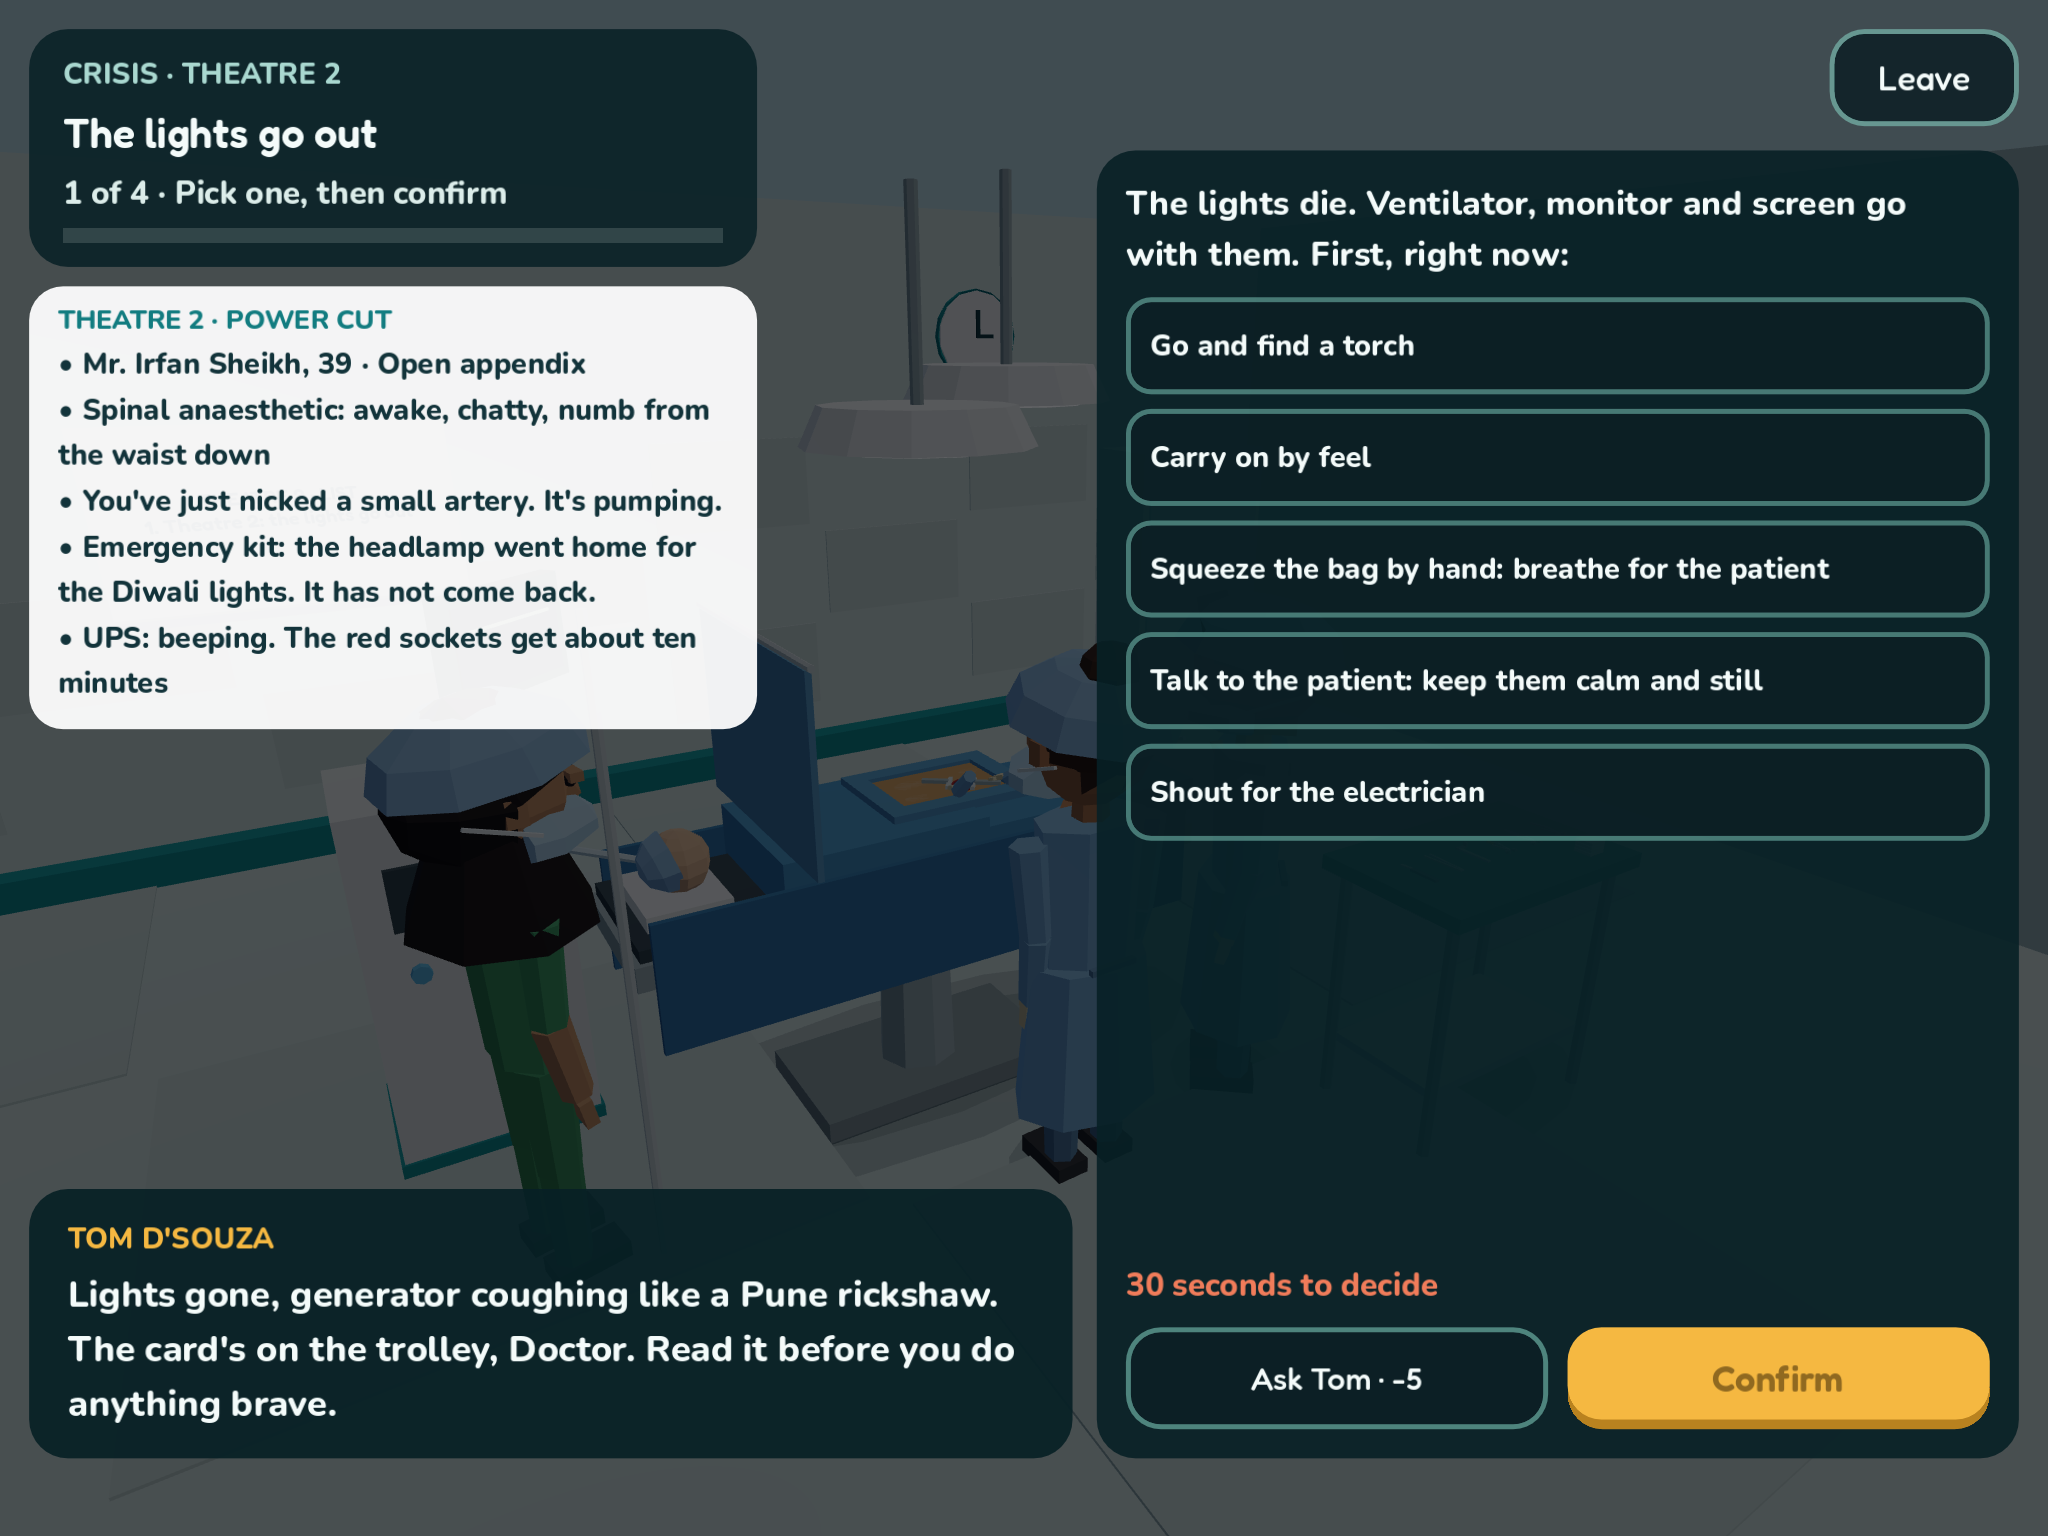 CRISIS · THEATRE 2
The lights go out
1 of 4 · Pick one, then confirm
THEATRE 2 · POWER CUT
• Mr. Irfan Sheikh, 39 · Open appendix
• Spinal anaesthetic: awake, chatty, numb from
the waist down
• You've just nicked a small artery. It's pumping.
• Emergency kit: the headlamp went home for
the Diwali lights. It has not come back.
• UPS: beeping. The red sockets get about ten
minutes
L
TOM D'SOUZA
Lights gone, generator coughing like a Pune rickshaw.
The card's on the trolley, Doctor. Read it before you do
anything brave.
Leave
The lights die. Ventilator, monitor and screen go
with them. First, right now:
Go and find a torch
Carry on by feel
Squeeze the bag by hand: breathe for the patient
Talk to the patient: keep them calm and still
Shout for the electrician
30 seconds to decide
Ask Tom · -5
Confirm